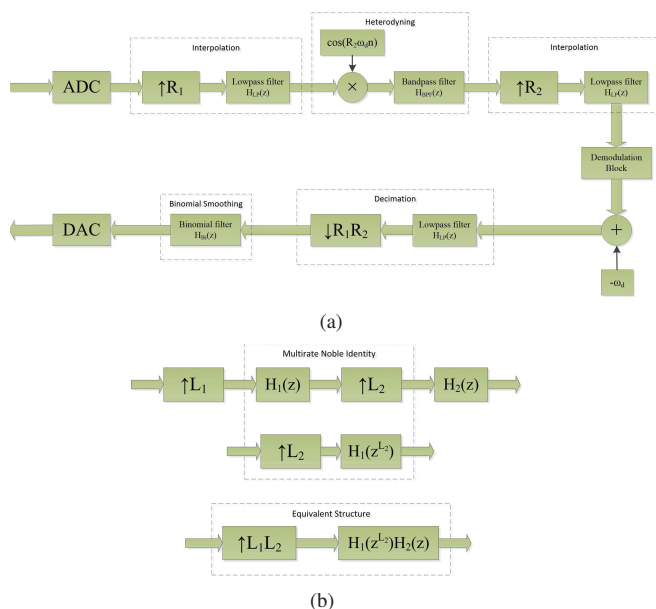 Heterodyning
Interpolation
cos(R₂ω_dn)
Interpolation
ADC
↑R₁
Lowpass filter
H_LP(z)
×
Bandpass filter
H_BPF(z)
↑R₂
Lowpass filter
H_LP(z)
Demodulation
Block
Binomial Smoothing
Decimation
DAC
Binomial filter
H_Bi(z)
↓R₁R₂
Lowpass filter
H_LP(z)
+
-ω_d
(a)
Multirate Noble Identity
↑L₁
H₁(z)
↑L₂
H₂(z)
↑L₂
H₁(z^L₂)
Equivalent Structure
↑L₁L₂
H₁(z^L₂)H₂(z)
(b)